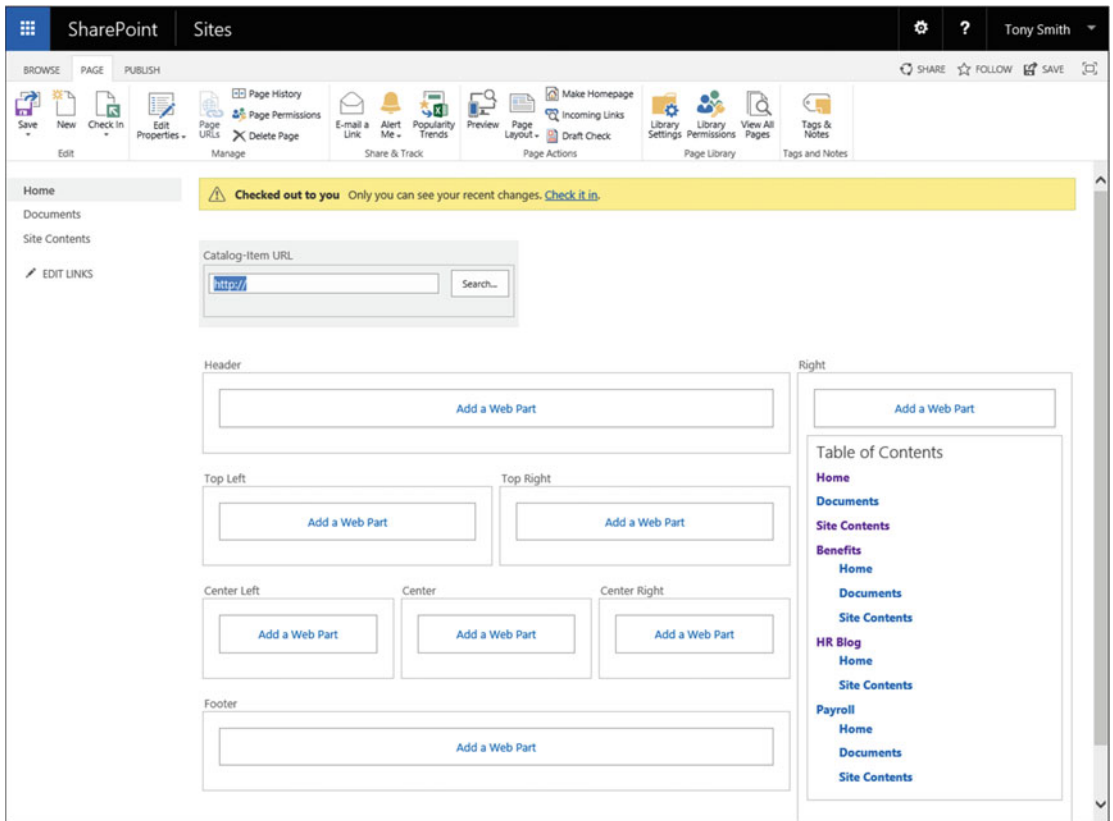 SharePoint Sites ? Tony Smith
BROWSE PAGE PUBLISH SHARE FOLLOW SAVE
Save New Check In Edit Properties Page URLs Page History Page Permissions Delete Page E-mail a Link Alert Me Popularity Trends Preview Page Layout Make Homepage Incoming Links Draft Check Library Settings Library Permissions View All Pages Tags & Notes
Edit Manage Share & Track Page Actions Page Library Tags and Notes
Home
Documents
Site Contents
EDIT LINKS
Checked out to you Only you can see your recent changes. Check it in.
Catalog-Item URL
http:// Search...
Header
Add a Web Part
Top Left Top Right
Add a Web Part Add a Web Part
Center Left Center Center Right
Add a Web Part Add a Web Part Add a Web Part
Footer
Add a Web Part
Right
Add a Web Part
Table of Contents
Home
Documents
Site Contents
Benefits
Home
Documents
Site Contents
HR Blog
Home
Site Contents
Payroll
Home
Documents
Site Contents